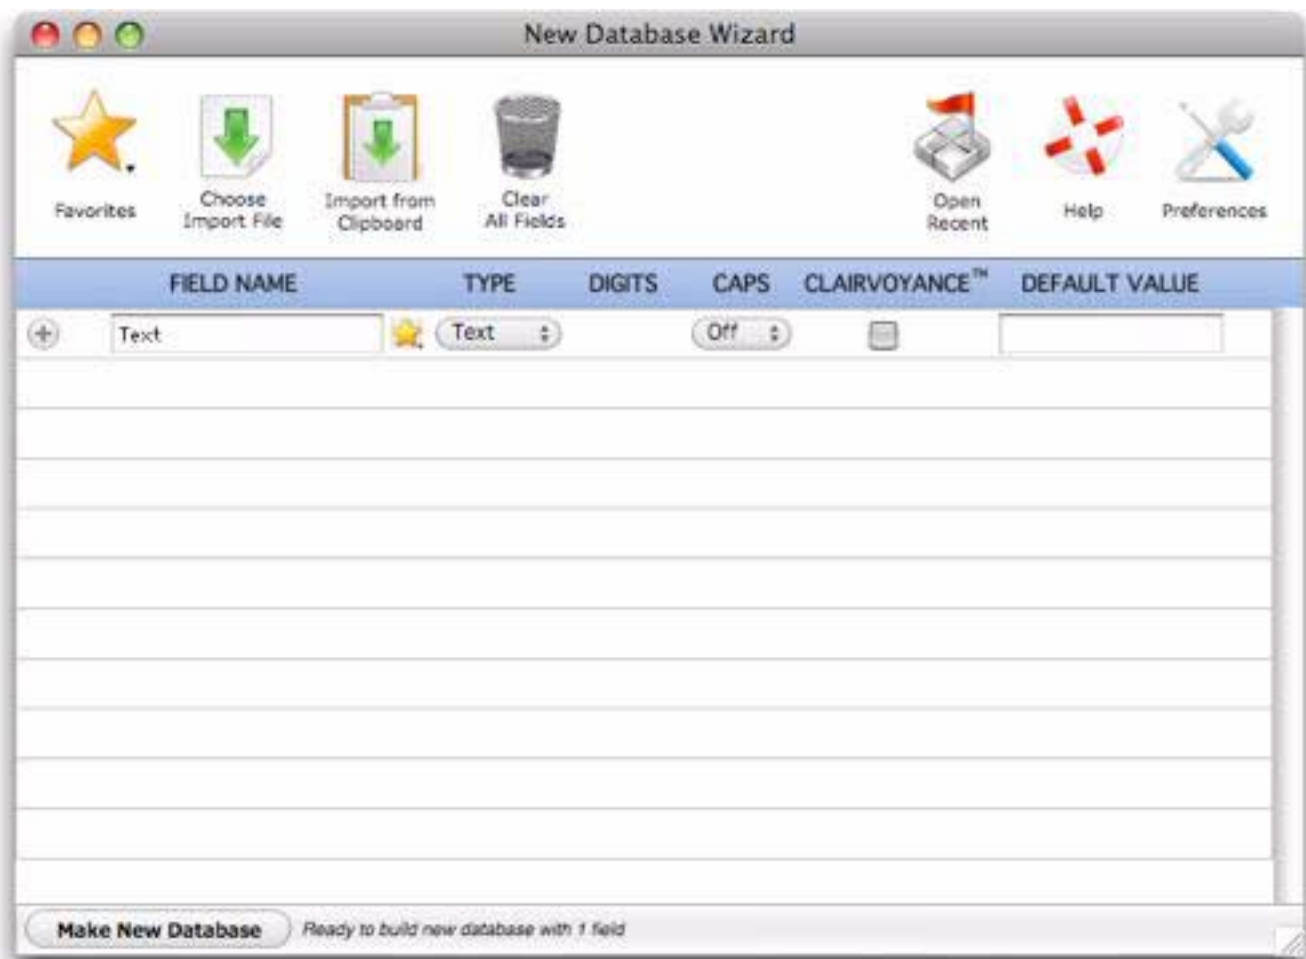 New Database Wizard
Favorites
Choose
Import File
Import from
Clipboard
Clear
All Fields
Open
Recent
Help
Preferences
FIELD NAME TYPE DIGITS CAPS CLAIRVOYANCE™ DEFAULT VALUE
Text Text Off
Make New Database Ready to build new database with 1 field